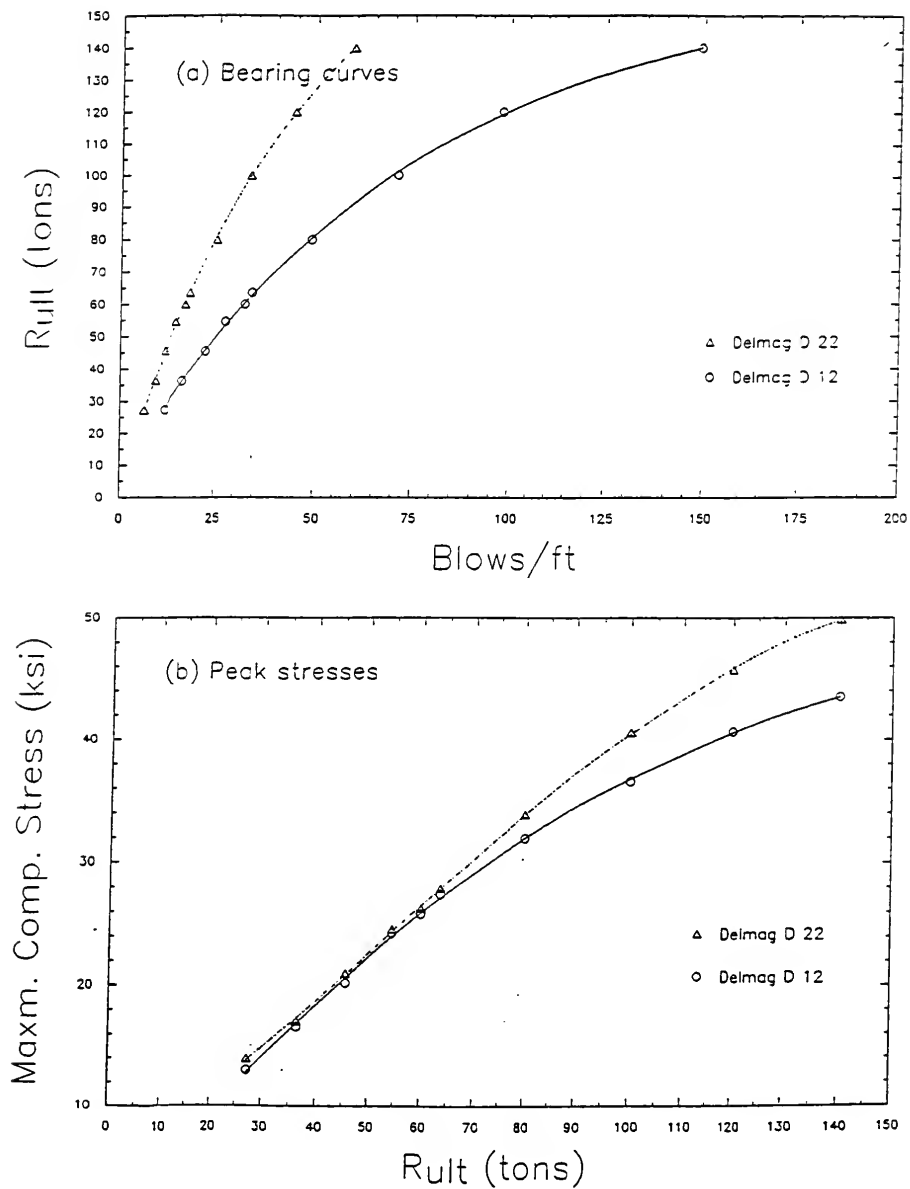 140
130
120
110
100
90
80
70
60
50
40
30
20
10
0
Rult (tons)
(a) Bearing curves
Delmag D 22
Delmag D 12
0 25 50 75 100 125 150 175 200
Blows/ft
50
40
30
20
10
Maxm. Comp. Stress (ksi)
(b) Peak stresses
Delmag D 22
Delmag D 12
0 10 20 30 40 50 60 70 80 90 100 110 120 130 140 150
Rult (tons)